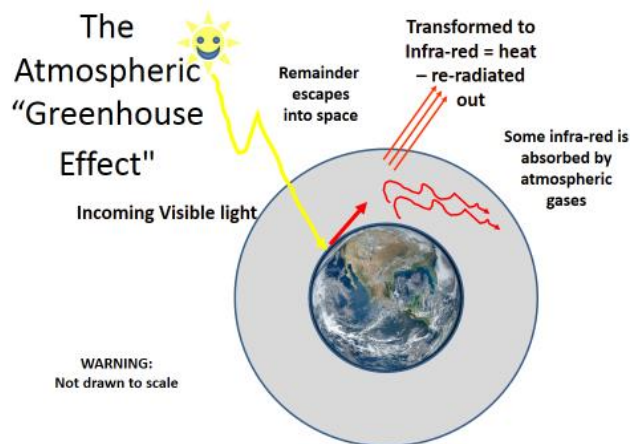 The
Atmospheric
“Greenhouse
Effect"
Remainder
escapes
into space
Transformed to
Infra-red = heat
– re-radiated
out
Some infra-red is
absorbed by
atmospheric
gases
Incoming Visible light
WARNING:
Not drawn to scale